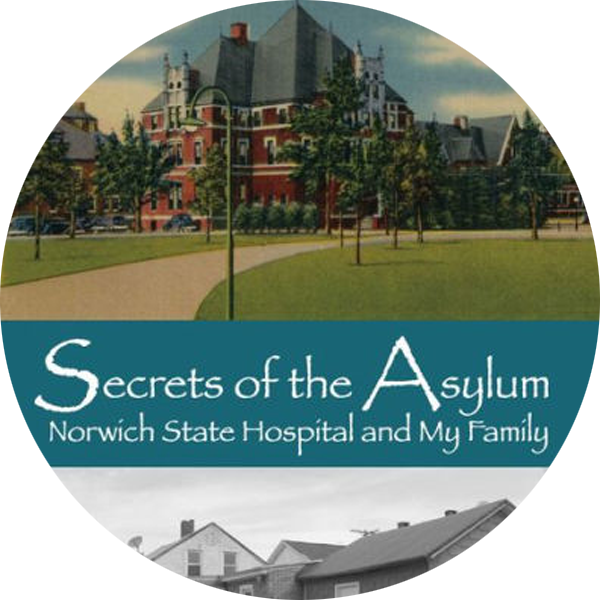 Secrets of the Asylum
Norwich State Hospital and My Family